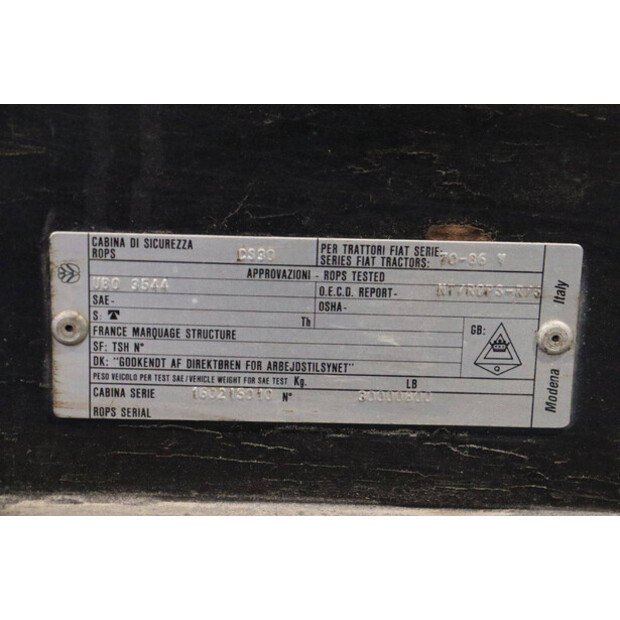 CABINA DI SICUREZZA
ROPS
PER TRATTORI FIAT SERIE:
SERIES FIAT TRACTORS: 70-86 V
APPROVAZIONI - ROPS TESTED
SAE-
O.E.C.D. REPORT-
OSHA-
S: Th
FRANCE MARQUAGE STRUCTURE
SF: TSH N°
DK: "GODKENDT AF DIREKTØREN FOR ARBEJDSTILSYNET"
GB:
Q
PESO VEICOLO PER TEST SAE/VEHICLE WEIGHT FOR SAE TEST Kg. LB
CABINA SERIE N°
ROPS SERIAL
Modena Italy